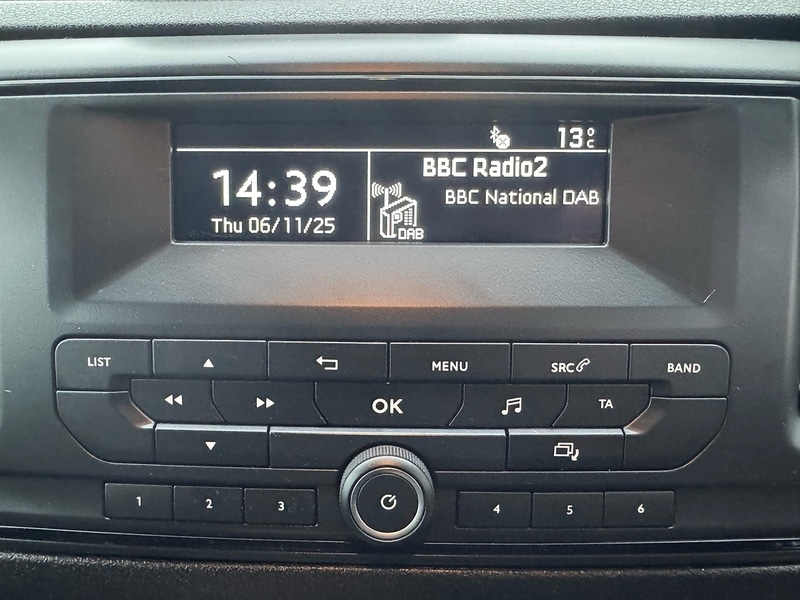 13°C
14:39
Thu 06/11/25
BBC Radio2
BBC National DAB
DAB
LIST
MENU
SRC
BAND
OK
TA
1
2
3
4
5
6